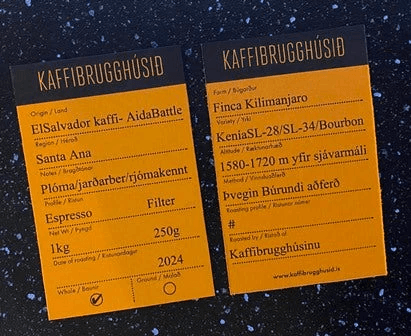 KAFFIBRUGGHÚSIÐ
Origin / Land
ElSalvador kaffi- AidaBattle
Region / Hérað
Santa Ana
Notes / Bragðtónar
Plóma/jarðarber/rjómakennt
Profile / Ristun
Espresso Filter
Net Wt / Þyngd
1kg 250g
Date of roasting / Ristunardagur
2024
Whole / Baunir
Ground / Malað
KAFFIBRUGGHÚSIÐ
Farm / Búgarður
Finca Kilimanjaro
Variety / Yrki
KeniaSL-28/SL-34/Bourbon
Altitude / Ræktunarhæð
1580-1720 m yfir sjávarmáli
Method / Vinnsluaðferð
Þvegin Búrundi aðferð
Roasting profile / Ristunar númer
#
Roasted by / Ristað af
Kaffibrugghúsinu
www.kaffibrugghusid.is